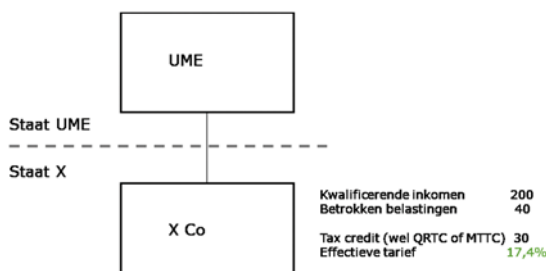 UME
Staat UME
Staat X
X Co
Kwalificerende inkomen 200
Betrokken belastingen 40
Tax credit (wel QRTC of MTTC) 30
Effectieve tarief 17,4%